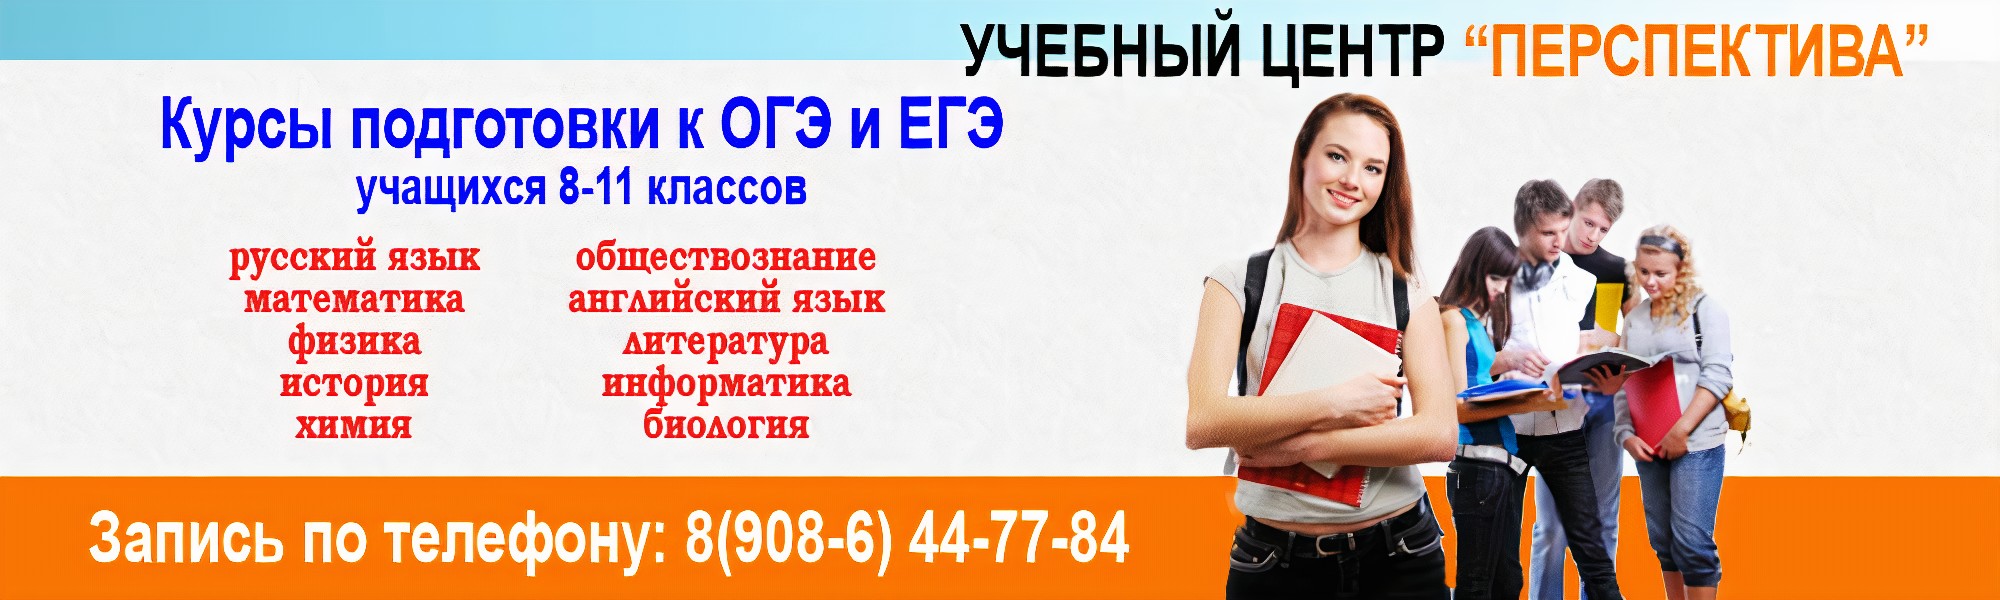 УЧЕБНЫЙ ЦЕНТР “ПЕРСПЕКТИВА”
Курсы подготовки к ОГЭ и ЕГЭ
учащихся 8-11 классов
русский язык
математика
физика
история
химия
обществознание
английский язык
литература
информатика
биология
Запись по телефону: 8(908-6) 44-77-84